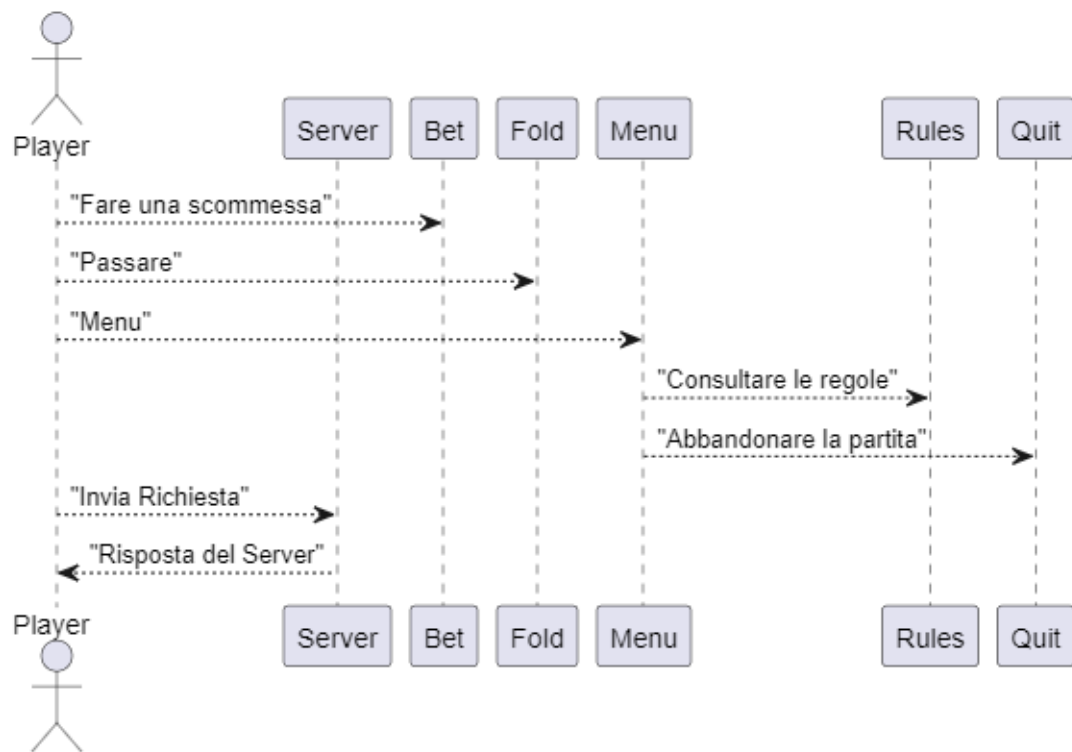 Player
Server
Bet
Fold
Menu
Rules
Quit
"Fare una scommessa"
"Passare"
"Menu"
"Consultare le regole"
"Abbandonare la partita"
"Invia Richiesta"
"Risposta del Server"
Player
Server
Bet
Fold
Menu
Rules
Quit